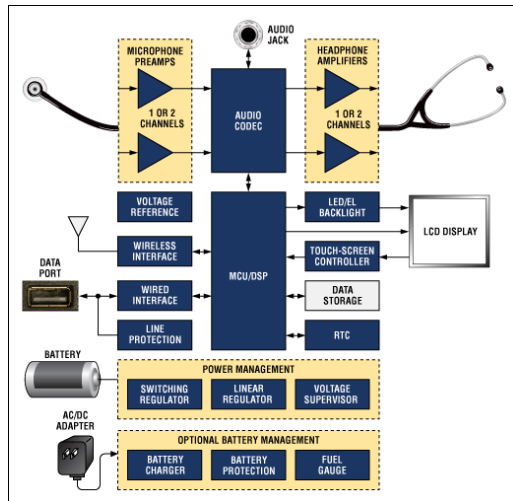 AUDIO
JACK
MICROPHONE
PREAMPS
HEADPHONE
AMPLIFIERS
1 OR 2
CHANNELS
AUDIO
CODEC
1 OR 2
CHANNELS
VOLTAGE
REFERENCE
LED/EL
BACKLIGHT
LCD DISPLAY
WIRELESS
INTERFACE
MCU/DSP
TOUCH-SCREEN
CONTROLLER
DATA
PORT
WIRED
INTERFACE
DATA
STORAGE
LINE
PROTECTION
RTC
BATTERY
POWER MANAGEMENT
SWITCHING
REGULATOR
LINEAR
REGULATOR
VOLTAGE
SUPERVISOR
AC/DC
ADAPTER
OPTIONAL BATTERY MANAGEMENT
BATTERY
CHARGER
BATTERY
PROTECTION
FUEL
GAUGE